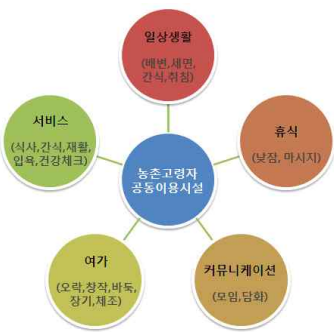 일상생활
(배변,세면,
간식,취침)
서비스
(식사,간식,재활,
입욕,건강체크)
휴식
(낮잠, 마시지)
농촌고령자
공동이용시설
여가
(오락,창작,바둑,
장기,체조)
커뮤니케이션
(모임,담화)